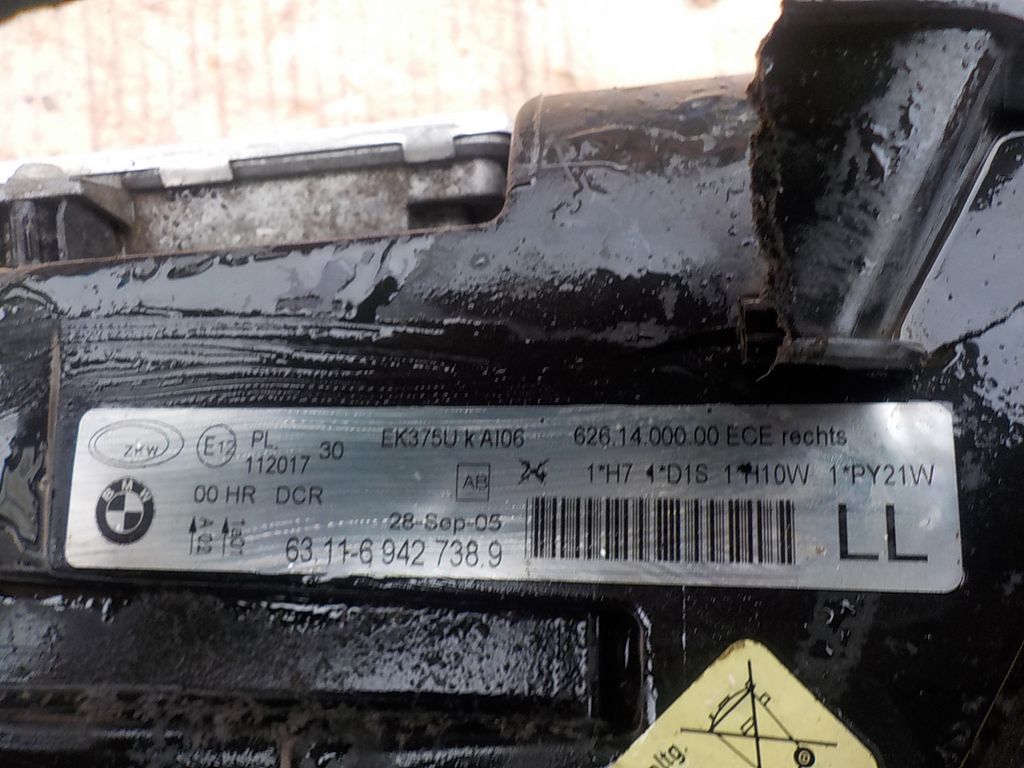 ZKW E12 PL. 112017 30 EK375U k AI06 626.14.000.00 ECE rechts
BMW 00 HR DCR AB 1*H7 1*D1S 1*H10W 1*PY21W
A02 28-Sep-05 LL
63.11-6 942 738.9